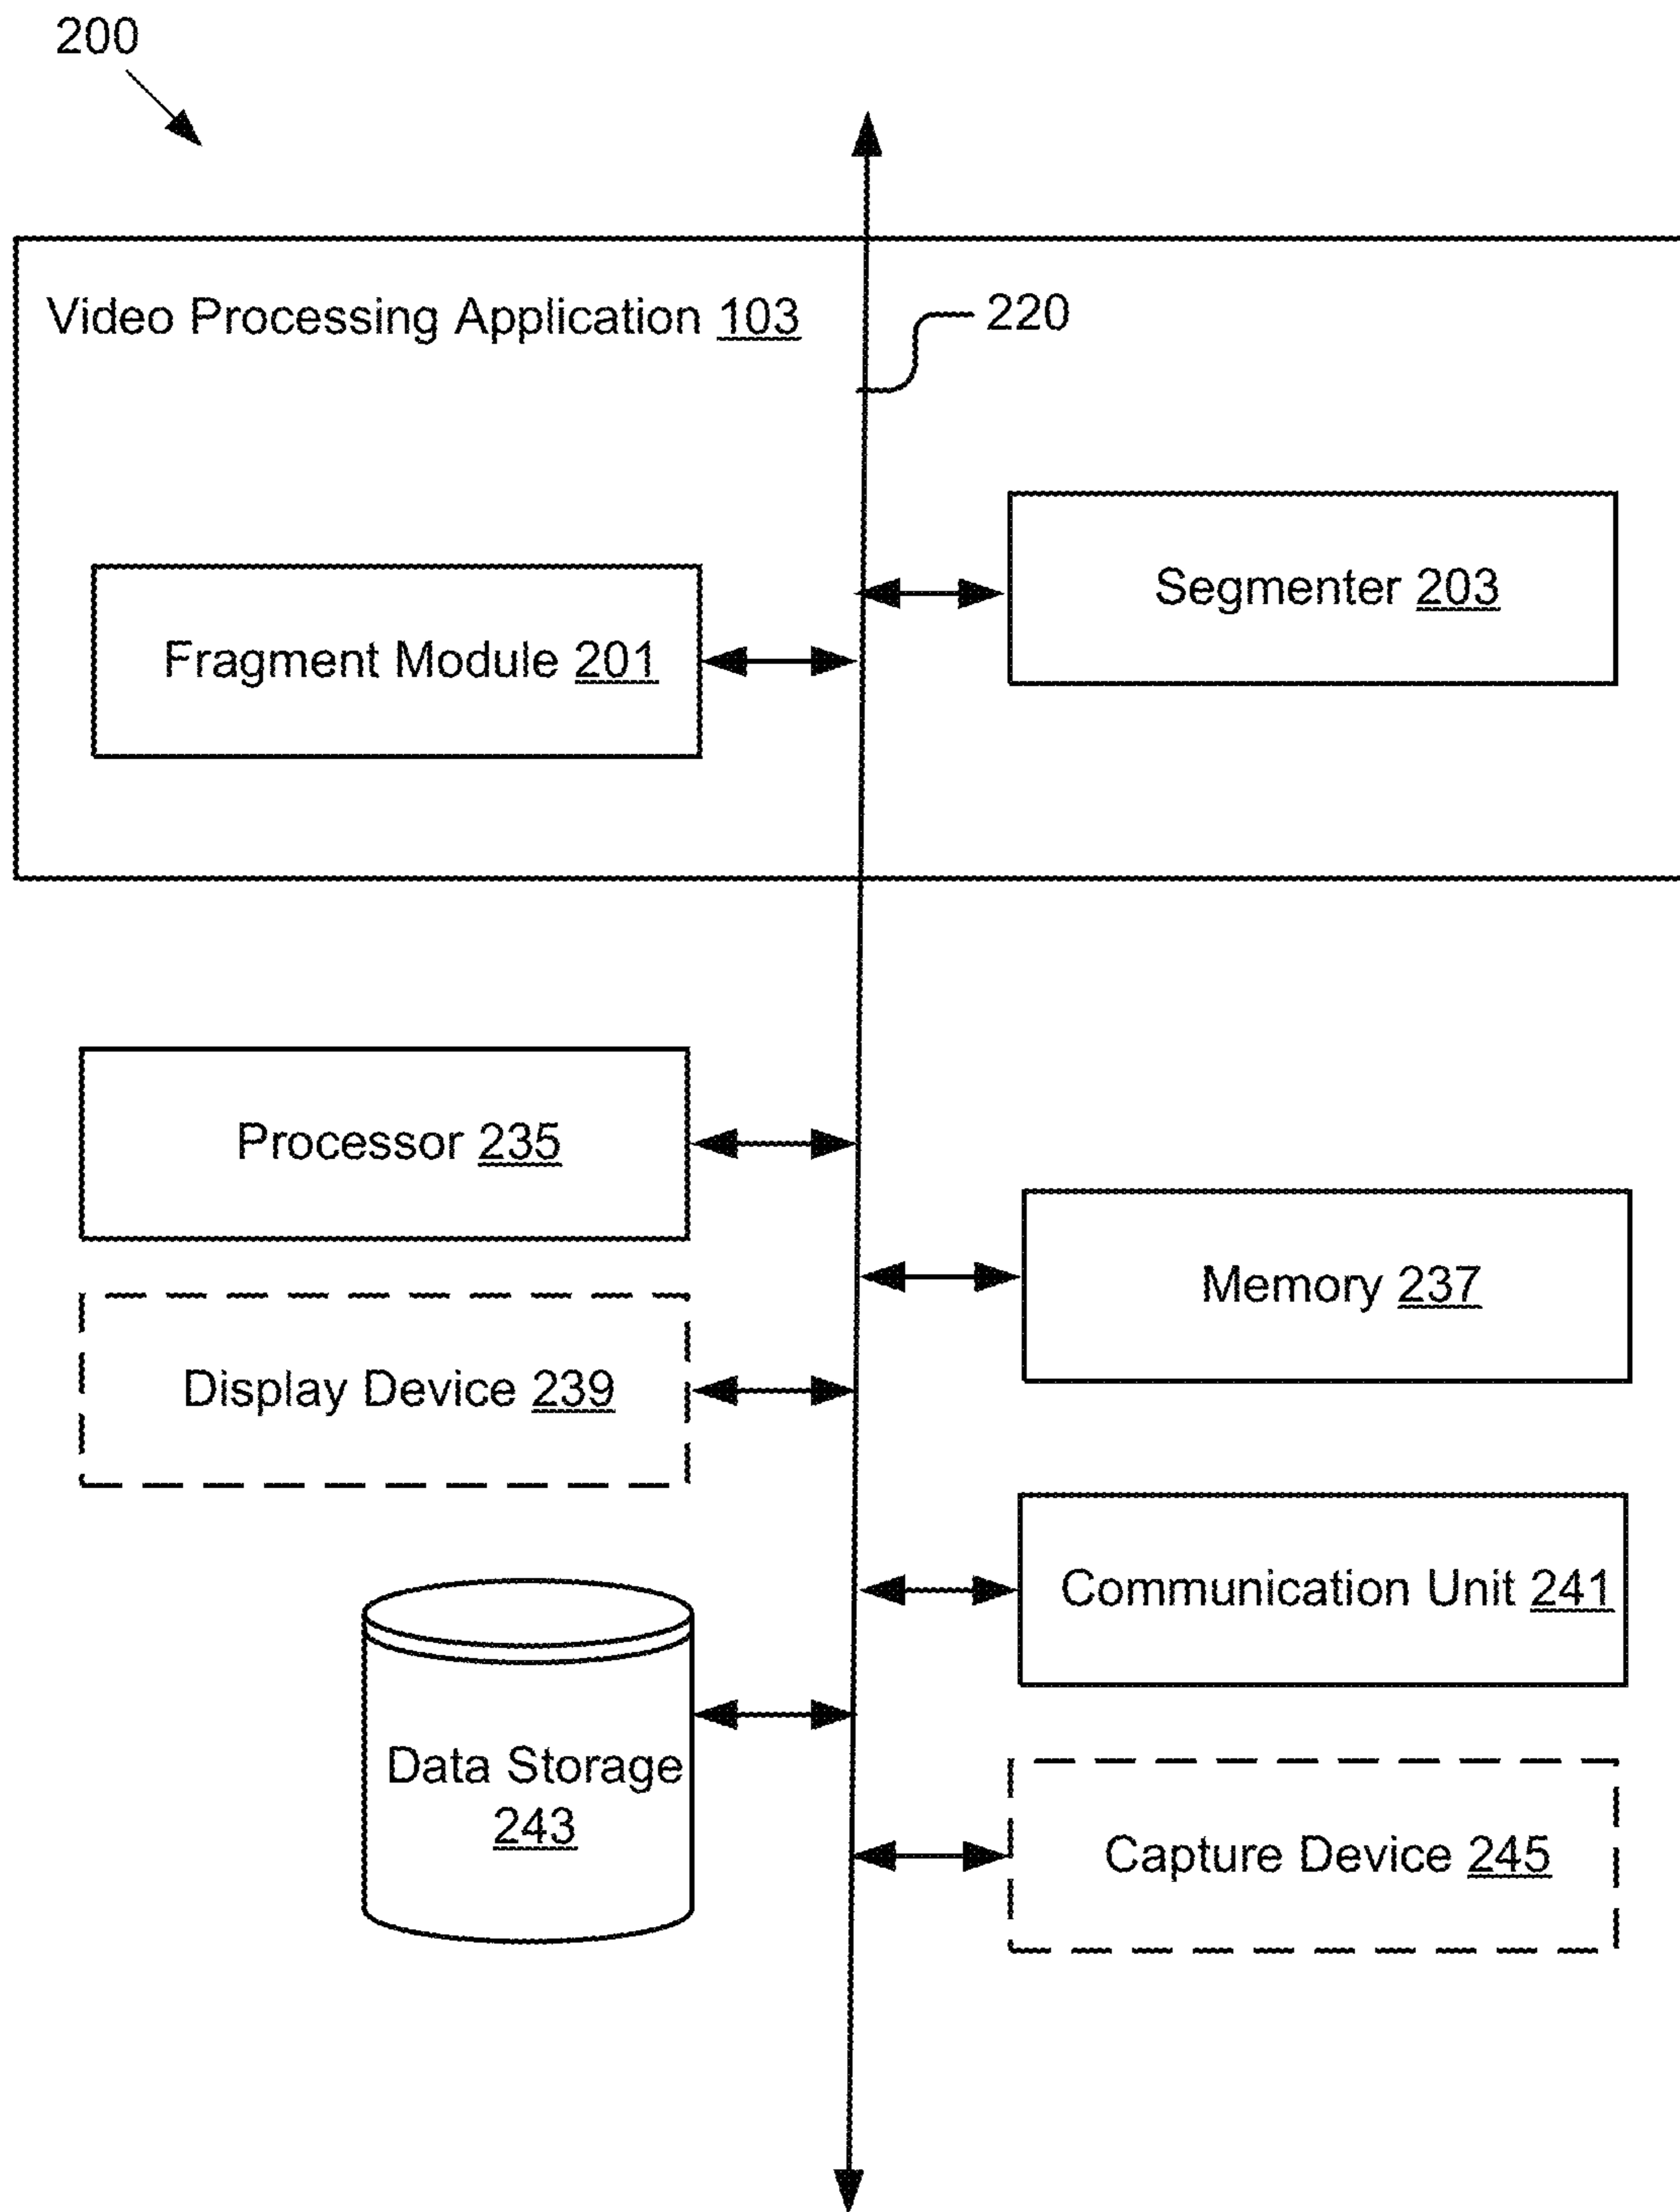 200
Video Processing Application 103
220
Segmenter 203
Fragment Module 201
Processor 235
Memory 237
Display Device 239
Communication Unit 241
Data Storage
243
Capture Device 245